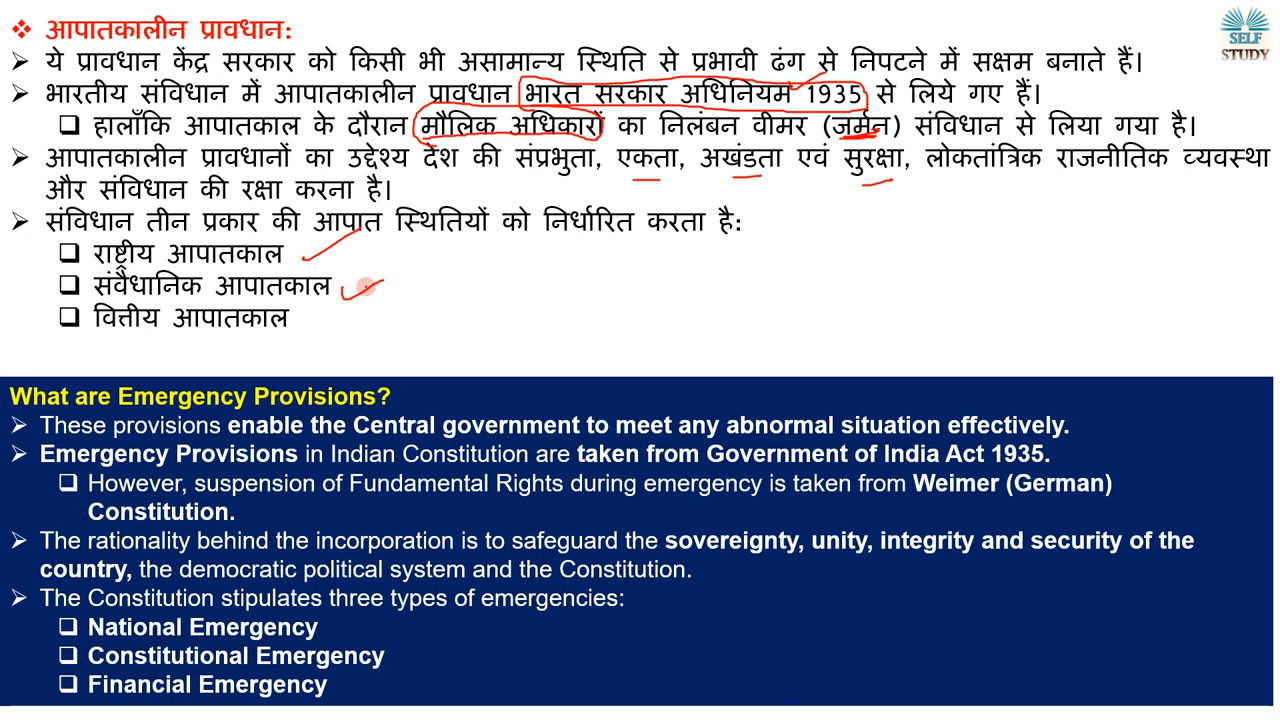 ❖ आपातकालीन प्रावधान:
SELF
STUDY
➢ ये प्रावधान केंद्र सरकार को किसी भी असामान्य स्थिति से प्रभावी ढंग से निपटने में सक्षम बनाते हैं।
➢ भारतीय संविधान में आपातकालीन प्रावधान भारत सरकार अधिनियम 1935 से लिये गए हैं।
❑ हालाँकि आपातकाल के दौरान मौलिक अधिकारों का निलंबन वीमर (जर्मन) संविधान से लिया गया है।
➢ आपातकालीन प्रावधानों का उद्देश्य देश की संप्रभुता, एकता, अखंडता एवं सुरक्षा, लोकतांत्रिक राजनीतिक व्यवस्था
और संविधान की रक्षा करना है।
➢ संविधान तीन प्रकार की आपात स्थितियों को निर्धारित करता है:
❑ राष्ट्रीय आपातकाल
❑ संवैधानिक आपातकाल
❑ वित्तीय आपातकाल
What are Emergency Provisions?
➢ These provisions enable the Central government to meet any abnormal situation effectively.
➢ Emergency Provisions in Indian Constitution are taken from Government of India Act 1935.
❑ However, suspension of Fundamental Rights during emergency is taken from Weimer (German)
Constitution.
➢ The rationality behind the incorporation is to safeguard the sovereignty, unity, integrity and security of the
country, the democratic political system and the Constitution.
➢ The Constitution stipulates three types of emergencies:
❑ National Emergency
❑ Constitutional Emergency
❑ Financial Emergency